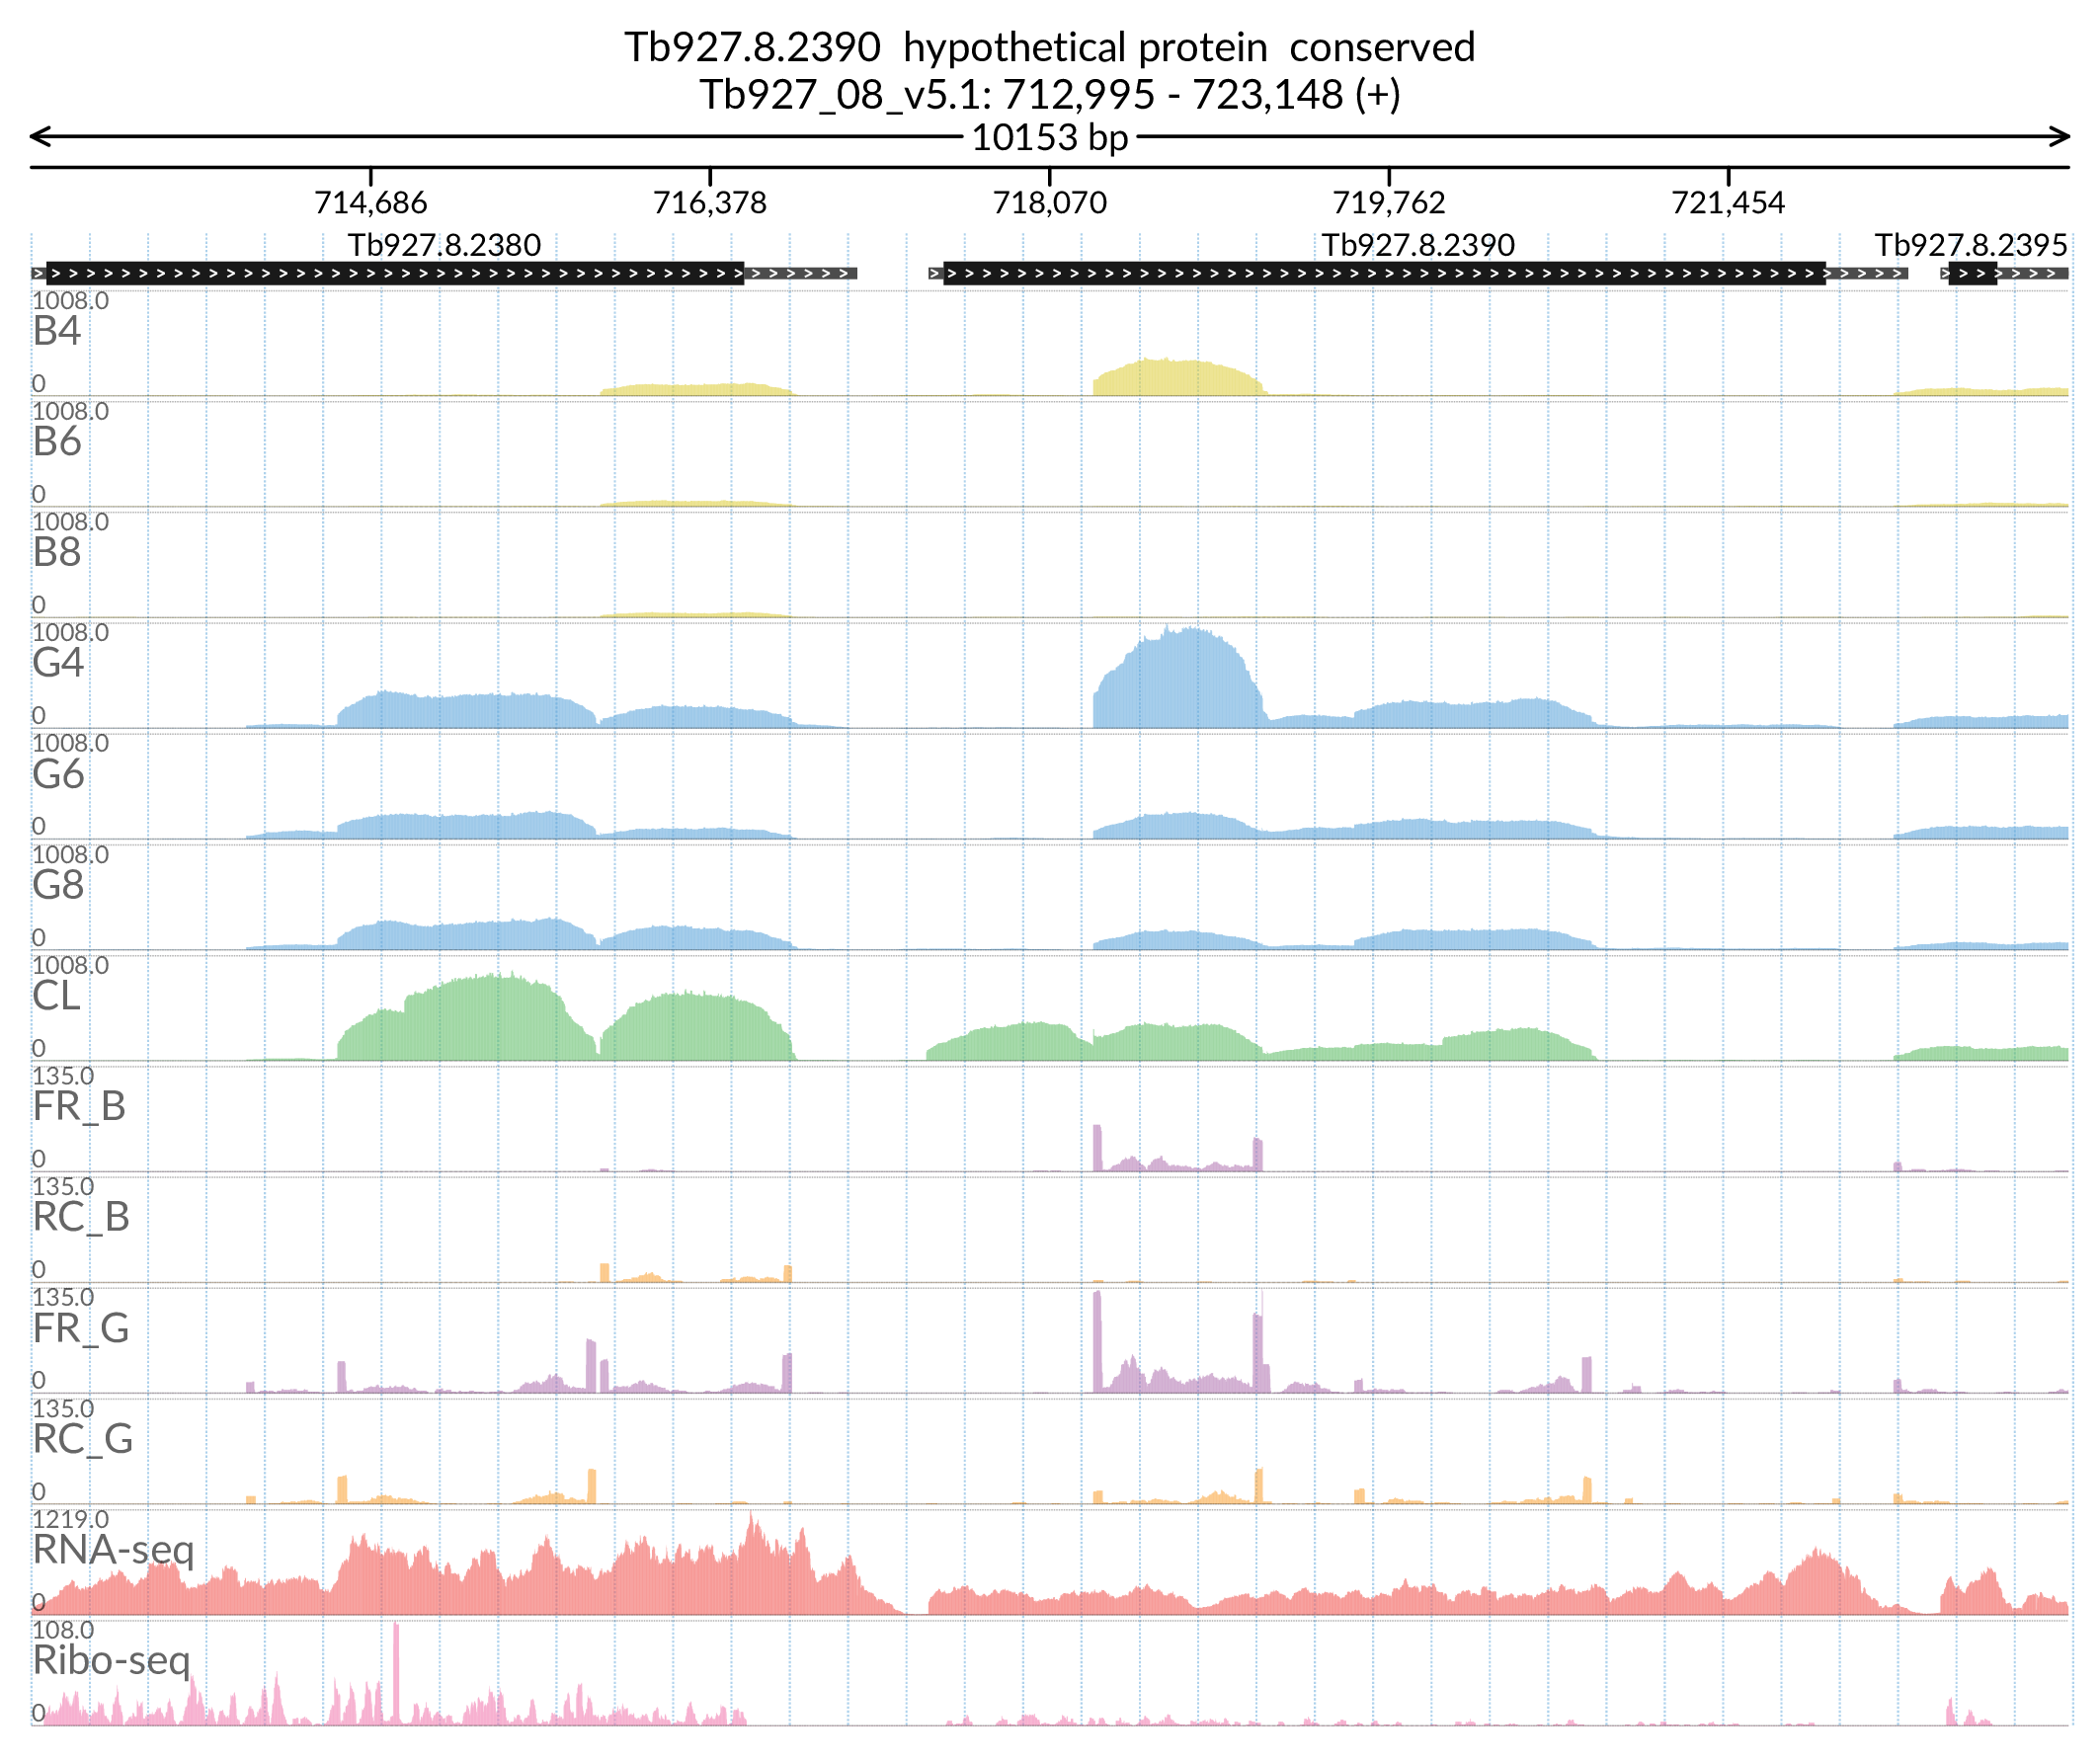 Tb927.8.2390 hypothetical protein conserved
Tb927_08_v5.1: 712,995 - 723,148 (+)
10153 bp
714,686 716,378 718,070 719,762 721,454
Tb927.8.2380 Tb927.8.2390 Tb927.8.2395
1008.0
B4
0
1008.0
B6
0
1008.0
B8
0
1008.0
G4
0
1008.0
G6
0
1008.0
G8
0
1008.0
CL
0
135.0
FR_B
0
135.0
RC_B
0
135.0
FR_G
0
135.0
RC_G
0
1219.0
RNA-seq
0
108.0
Ribo-seq
0